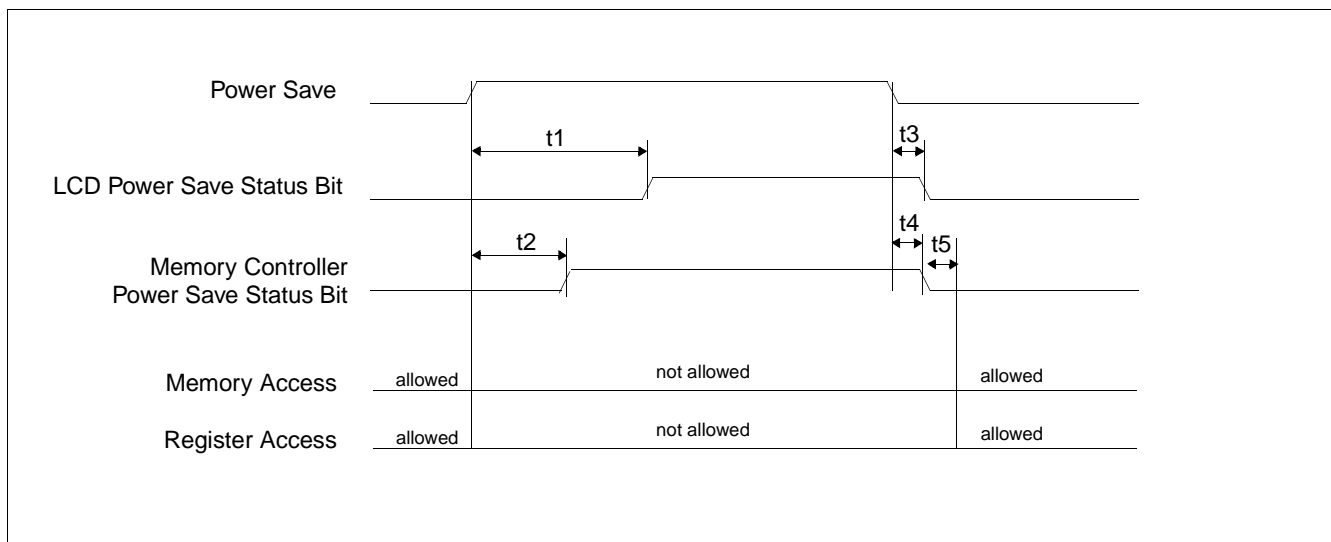 Power Save
t1
t3
LCD Power Save Status Bit
t2
t4
t5
Memory Controller
Power Save Status Bit
Memory Access
allowed
not allowed
allowed
Register Access
allowed
not allowed
allowed